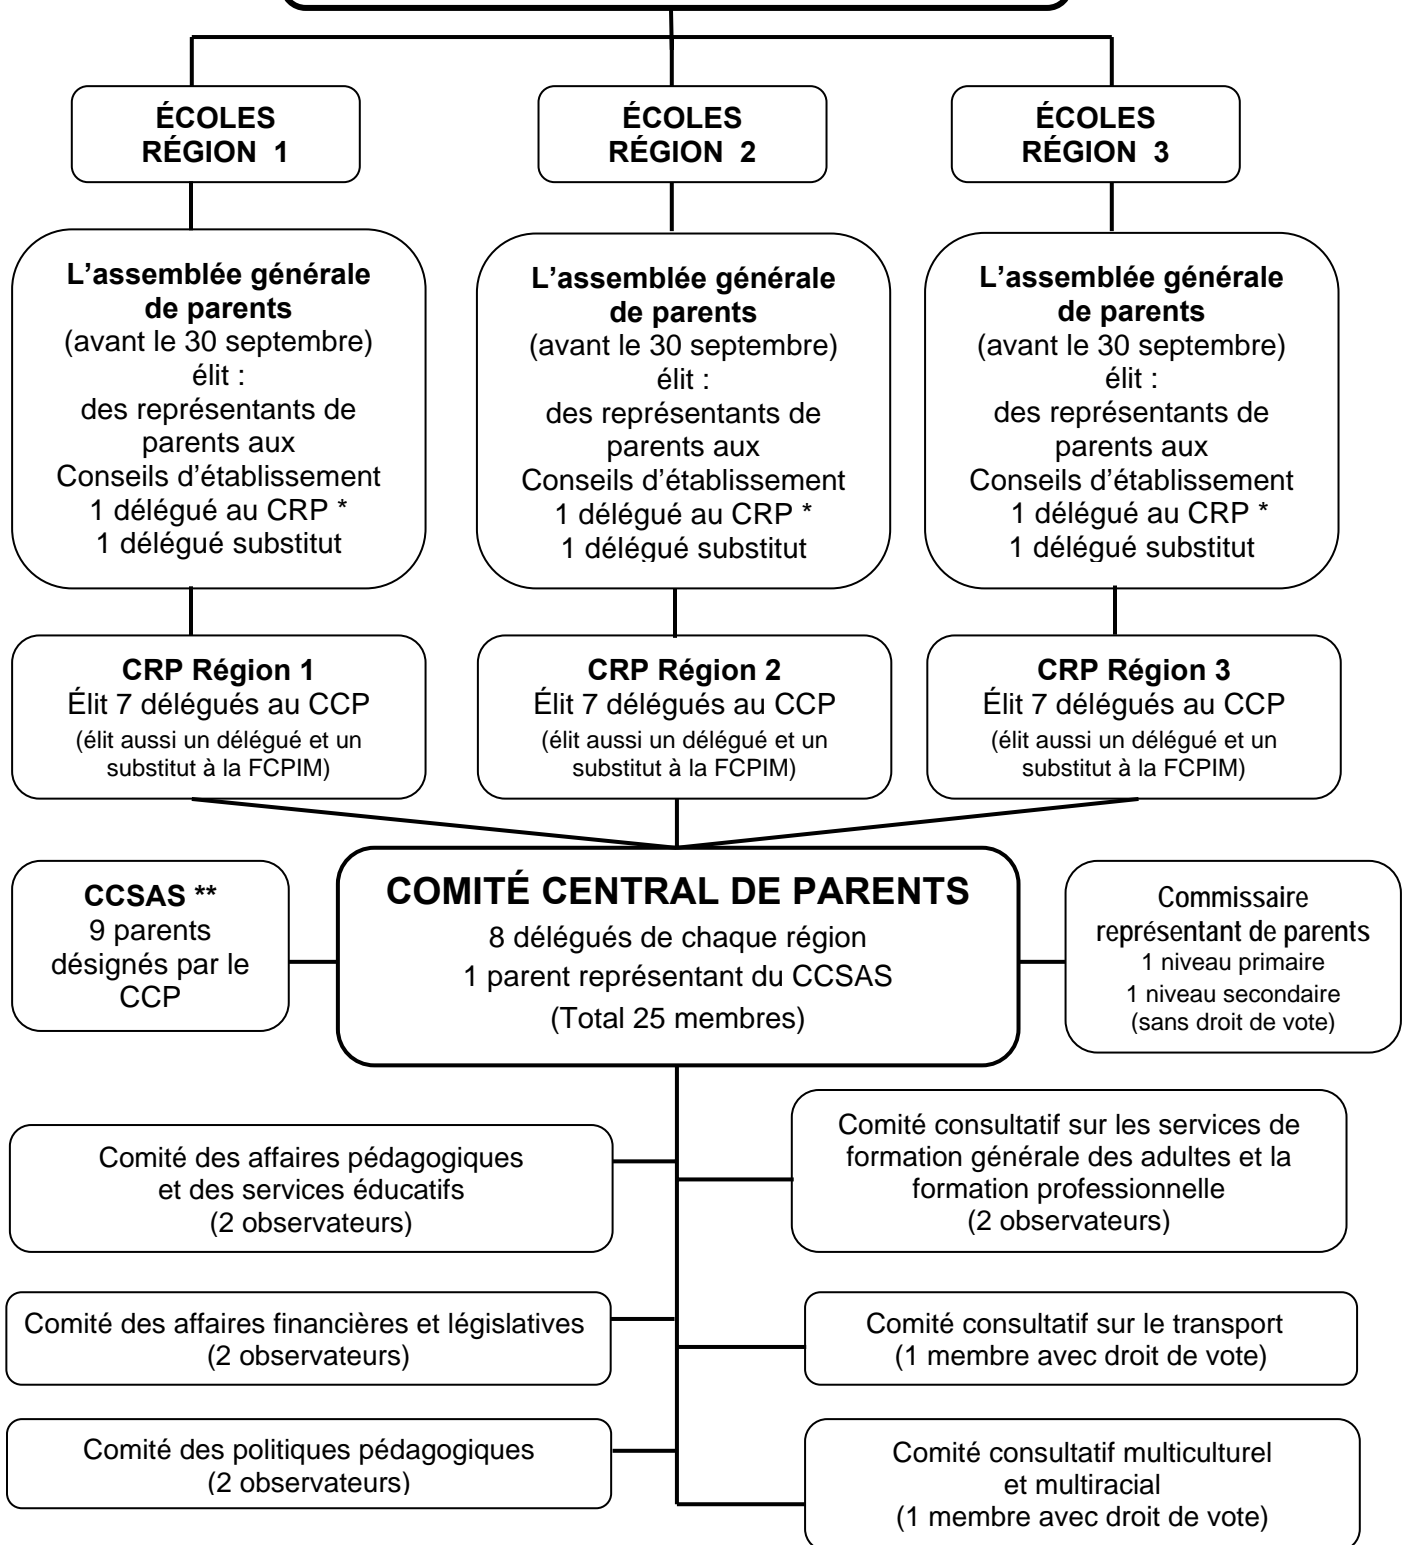 ÉCOLES
RÉGION 1
ÉCOLES
RÉGION 2
ÉCOLES
RÉGION 3
L'assemblée générale
de parents
(avant le 30 septembre)
élit :
des représentants de
parents aux
Conseils d'établissement
1 délégué au CRP *
1 délégué substitut
L'assemblée générale
de parents
(avant le 30 septembre)
élit :
des représentants de
parents aux
Conseils d'établissement
1 délégué au CRP *
1 délégué substitut
L'assemblée générale
de parents
(avant le 30 septembre)
élit :
des représentants de
parents aux
Conseils d'établissement
1 délégué au CRP *
1 délégué substitut
CRP Région 1
Élit 7 délégués au CCP
(élit aussi un délégué et un
substitut à la FCPIM)
CRP Région 2
Élit 7 délégués au CCP
(élit aussi un délégué et un
substitut à la FCPIM)
CRP Région 3
Élit 7 délégués au CCP
(élit aussi un délégué et un
substitut à la FCPIM)
CCSAS **
9 parents
désignés par le
CCP
COMITÉ CENTRAL DE PARENTS
8 délégués de chaque région
1 parent représentant du CCSAS
(Total 25 membres)
Commissaire
représentant de parents
1 niveau primaire
1 niveau secondaire
(sans droit de vote)
Comité des affaires pédagogiques
et des services éducatifs
(2 observateurs)
Comité consultatif sur les services de
formation générale des adultes et la
formation professionnelle
(2 observateurs)
Comité des affaires financières et législatives
(2 observateurs)
Comité consultatif sur le transport
(1 membre avec droit de vote)
Comité des politiques pédagogiques
(2 observateurs)
Comité consultatif multiculturel
et multiracial
(1 membre avec droit de vote)